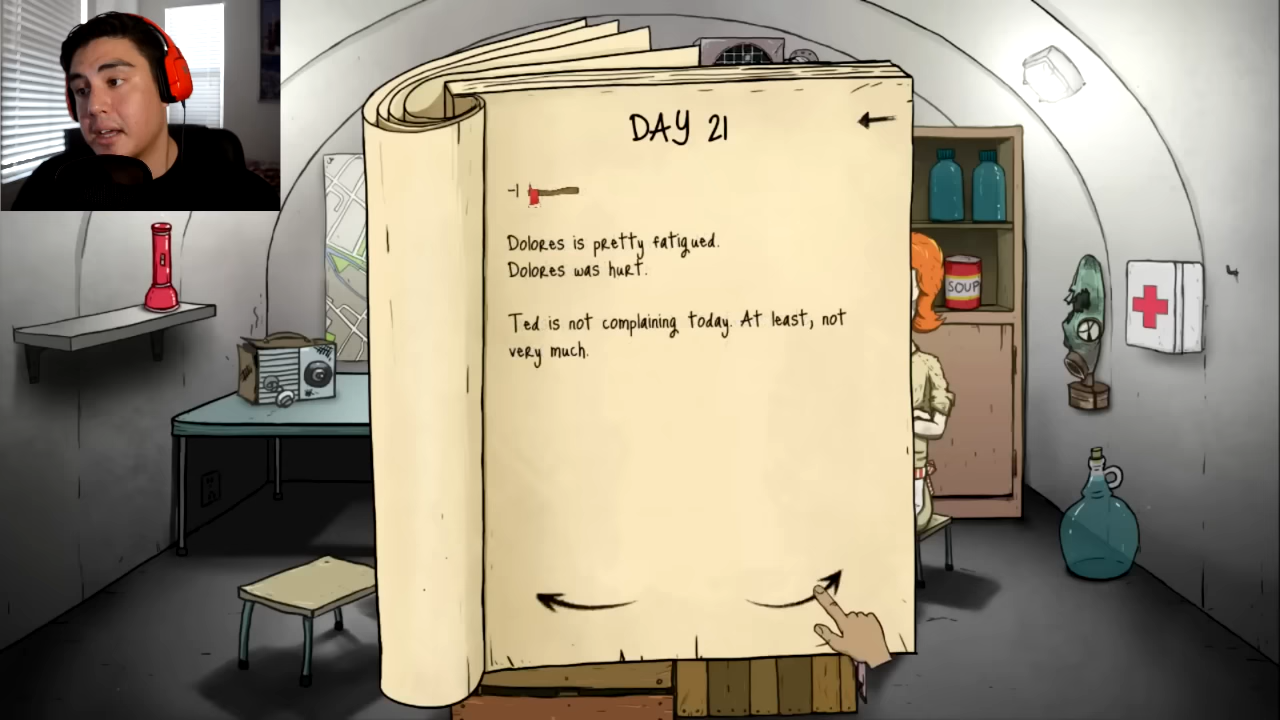 DAY 21
-1
Dolores is pretty fatigued.
Dolores was hurt.
Ted is not complaining today. At least, not
very much.
SOUP